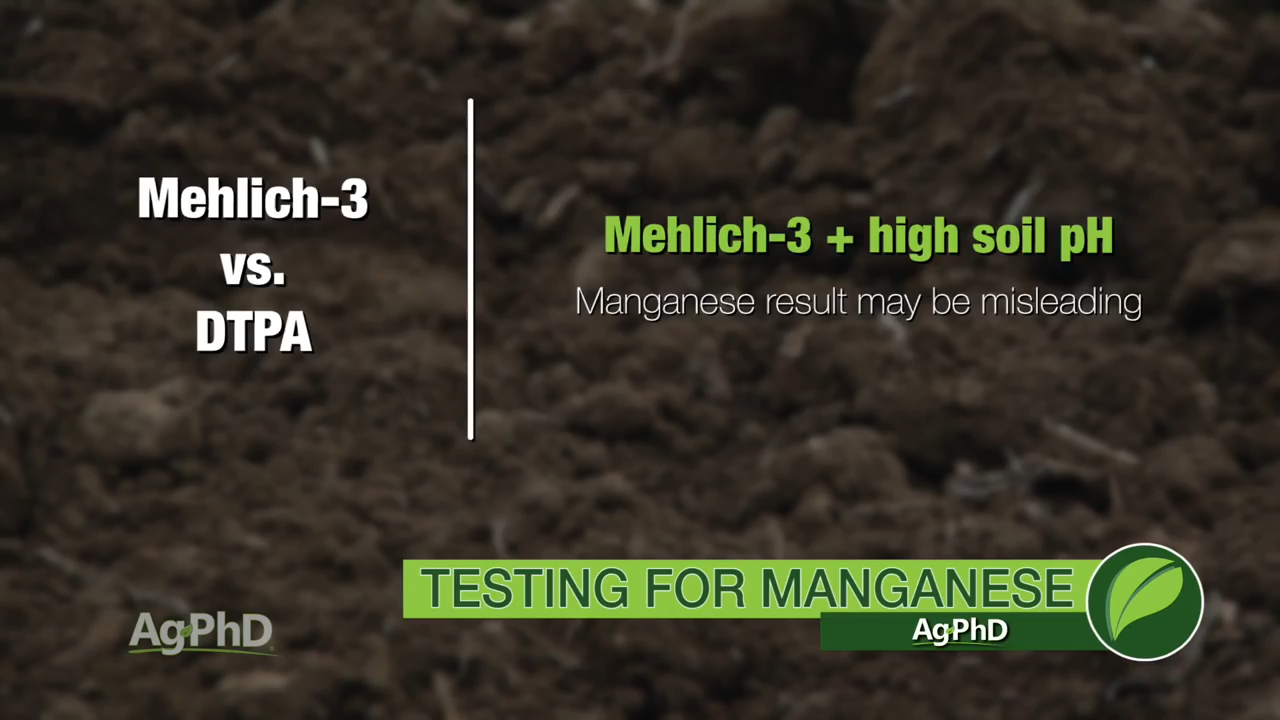 Mehlich-3
vs.
DTPA
Mehlich-3 + high soil pH
Manganese result may be misleading
TESTING FOR MANGANESE
AgPhD
AgPhD